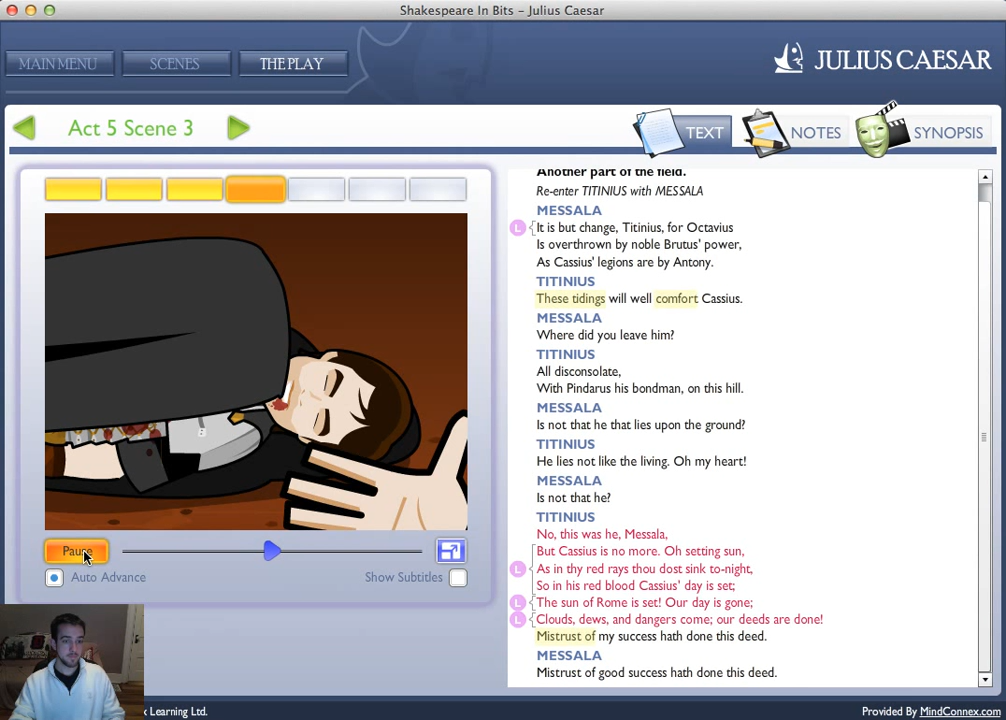 Shakespeare In Bits – Julius Caesar
MAIN MENU
SCENES
THE PLAY
JULIUS CAESAR
Act 5 Scene 3
TEXT
NOTES
SYNOPSIS
Another part of the field.
Re-enter TITINIUS with MESSALA
MESSALA
L
It is but change, Titinius, for Octavius
Is overthrown by noble Brutus' power,
As Cassius' legions are by Antony.
TITINIUS
These tidings will well comfort Cassius.
MESSALA
Where did you leave him?
TITINIUS
All disconsolate,
With Pindarus his bondman, on this hill.
MESSALA
Is not that he that lies upon the ground?
TITINIUS
He lies not like the living. Oh my heart!
MESSALA
Is not that he?
TITINIUS
No, this was he, Messala,
But Cassius is no more. Oh setting sun,
L
As in thy red rays thou dost sink to-night,
So in his red blood Cassius' day is set;
L
The sun of Rome is set! Our day is gone;
L
Clouds, dews, and dangers come; our deeds are done!
Mistrust of my success hath done this deed.
MESSALA
Mistrust of good success hath done this deed.
Pause
Auto Advance
Show Subtitles
Learning Ltd.
Provided By MindConnex.com